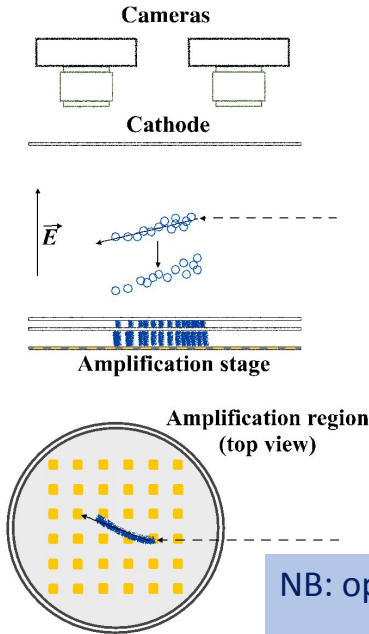 Cameras
Cathode
E
Amplification stage
Amplification region
(top view)
NB: op